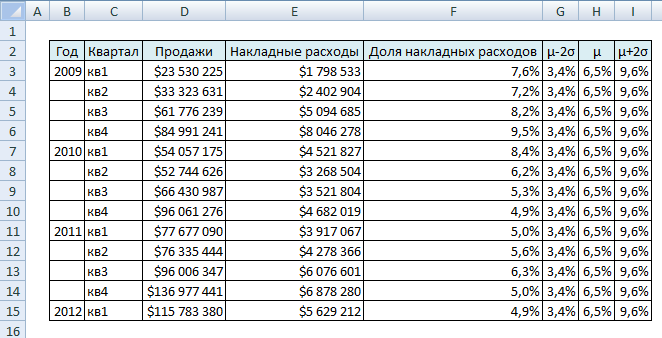 A B C D E F G H I
1
2 Год Квартал Продажи Накладные расходы Доля накладных расходов μ-2σ μ μ+2σ
3 2009 кв1 $23 530 225 $1 798 533 7,6% 3,4% 6,5% 9,6%
4 кв2 $33 323 631 $2 402 904 7,2% 3,4% 6,5% 9,6%
5 кв3 $61 776 239 $5 094 685 8,2% 3,4% 6,5% 9,6%
6 кв4 $84 991 241 $8 046 278 9,5% 3,4% 6,5% 9,6%
7 2010 кв1 $54 057 175 $4 521 827 8,4% 3,4% 6,5% 9,6%
8 кв2 $52 744 626 $3 268 504 6,2% 3,4% 6,5% 9,6%
9 кв3 $66 430 987 $3 521 804 5,3% 3,4% 6,5% 9,6%
10 кв4 $96 061 276 $4 682 019 4,9% 3,4% 6,5% 9,6%
11 2011 кв1 $77 677 090 $3 917 067 5,0% 3,4% 6,5% 9,6%
12 кв2 $76 335 444 $4 278 366 5,6% 3,4% 6,5% 9,6%
13 кв3 $96 006 347 $6 076 601 6,3% 3,4% 6,5% 9,6%
14 кв4 $136 977 441 $6 878 280 5,0% 3,4% 6,5% 9,6%
15 2012 кв1 $115 783 380 $5 629 212 4,9% 3,4% 6,5% 9,6%
16